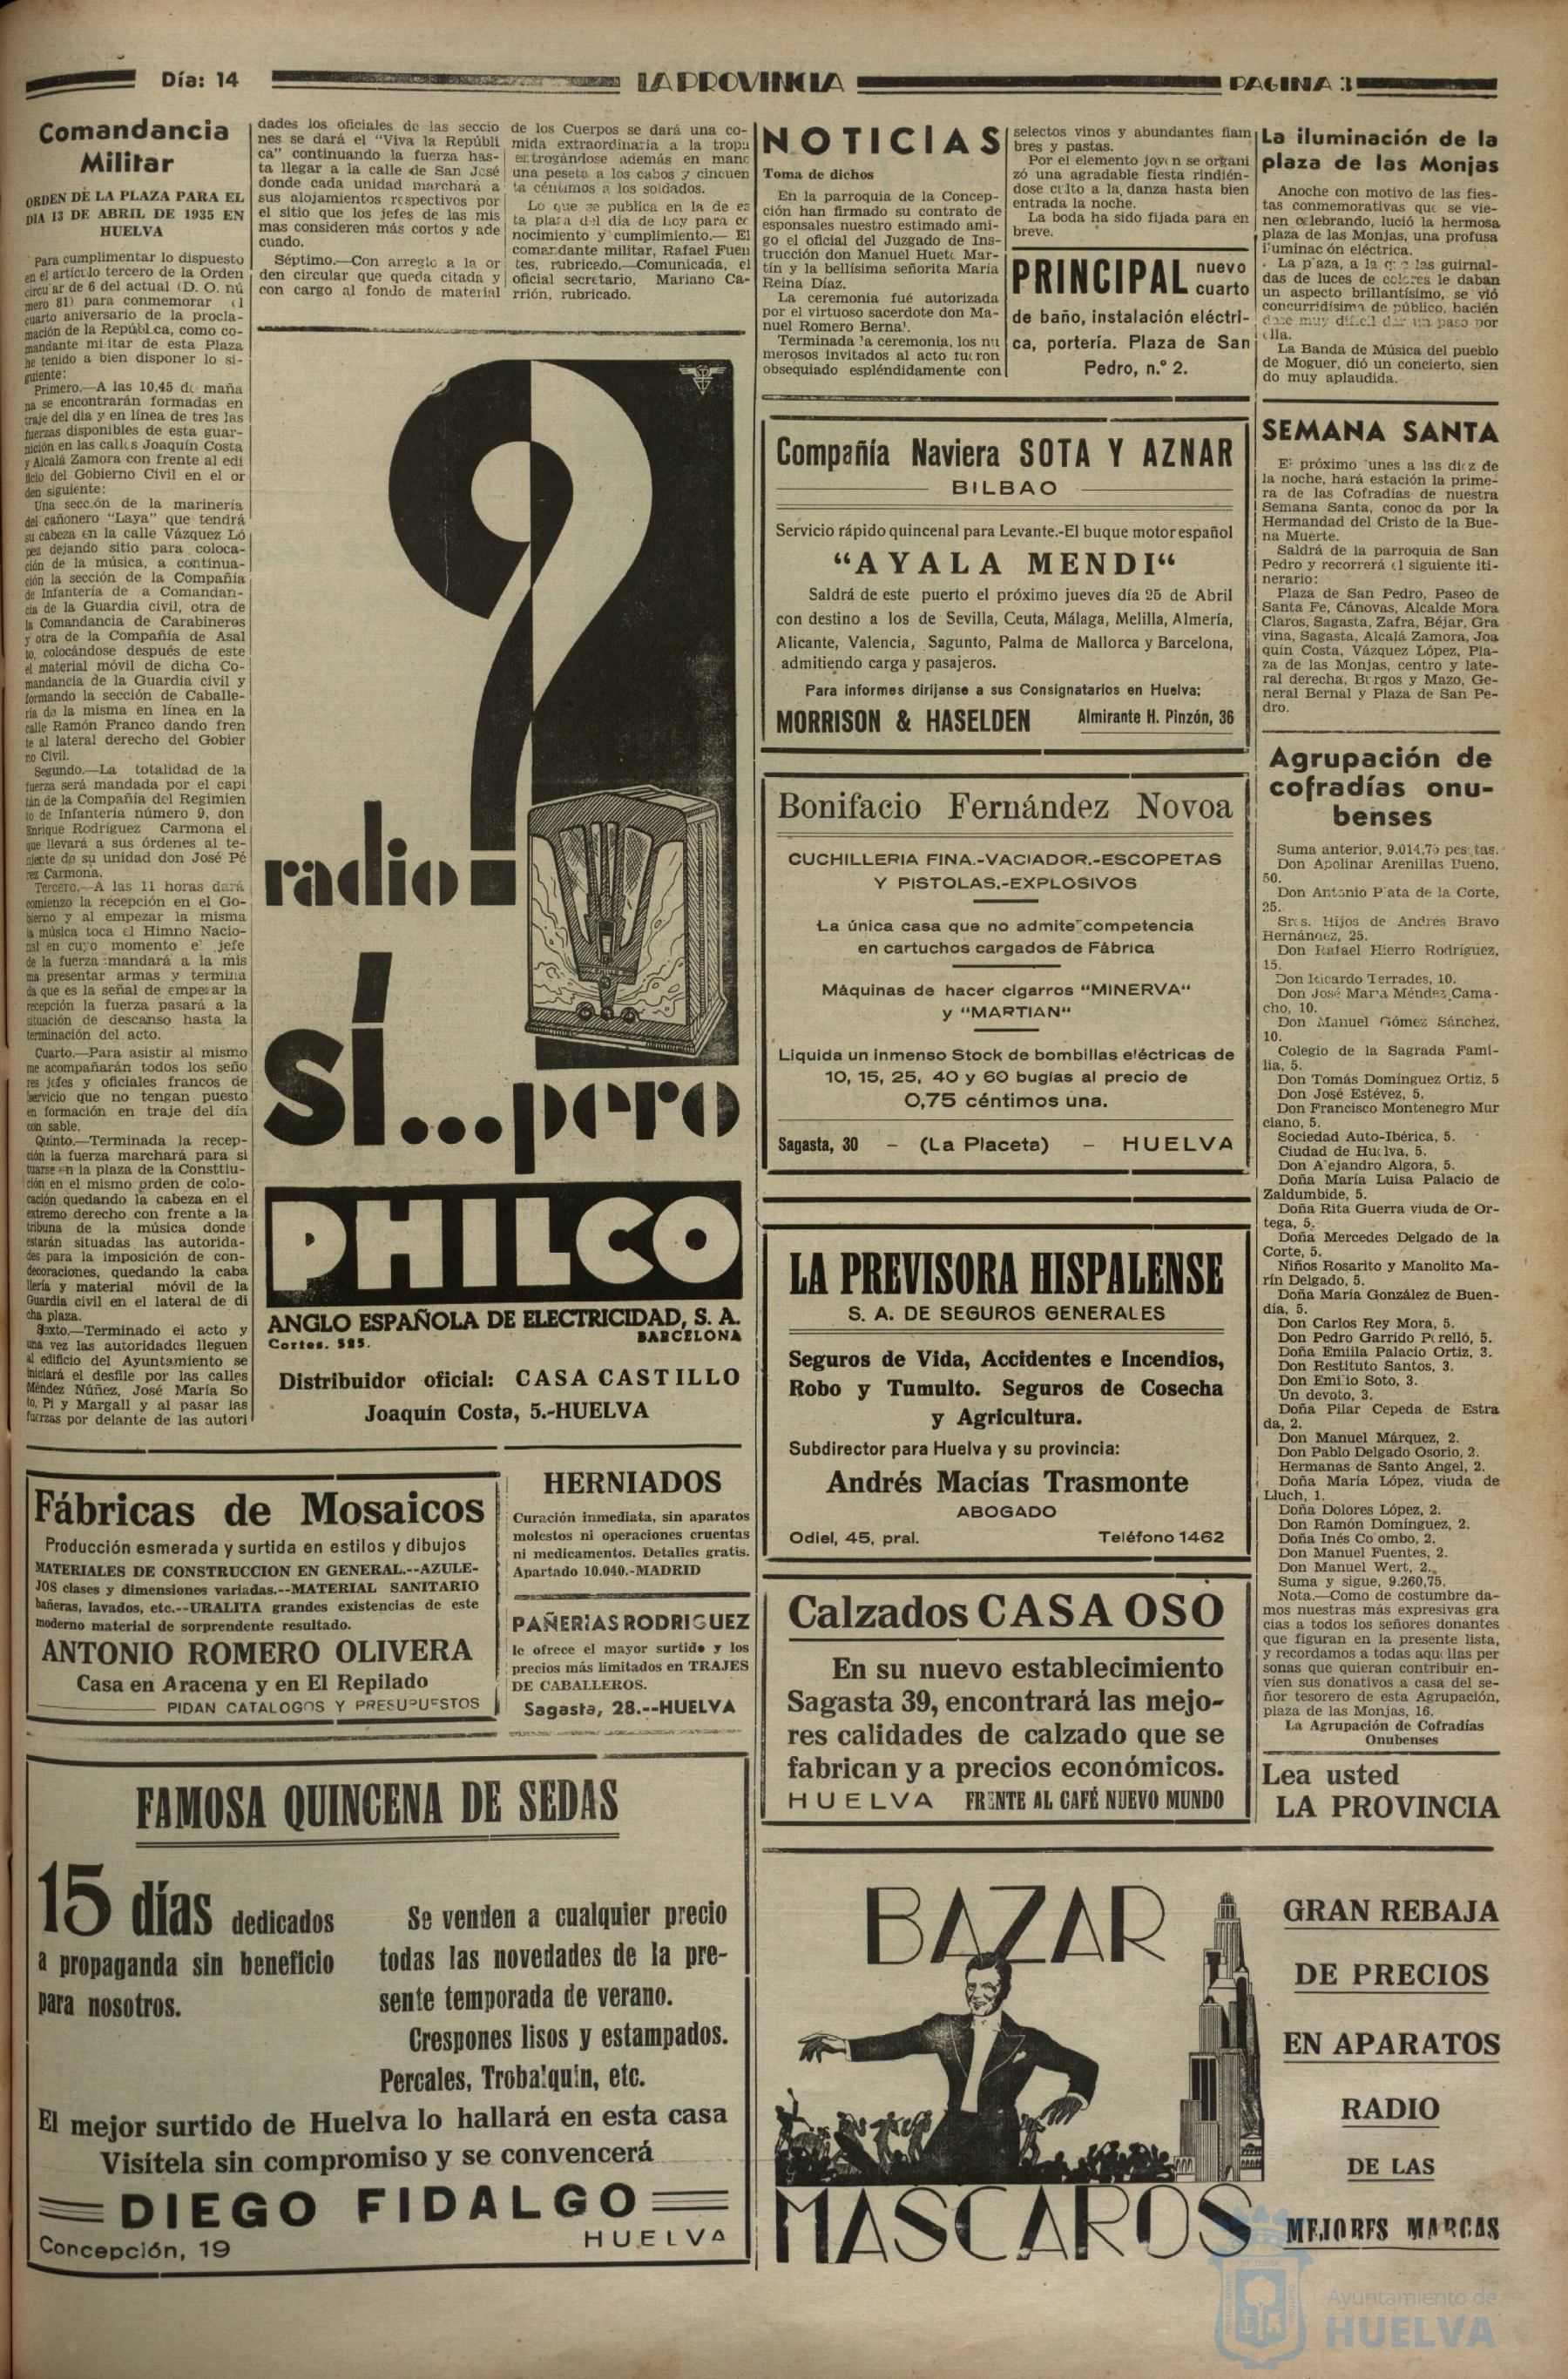 Día: 14
LA PROVINCIA
PAGINA 3
Comandancia
Militar
ORDEN DE LA PLAZA PARA EL
DIA 13 DE ABRIL DE 1935 EN
HUELVA
Para cumplimentar lo dispuesto
en el artículo tercero de la Orden
circu ar de 6 del actual (D. O. nú
mero 81) para conmemorar el
cuarto aniversario de la procla-
mación de la Repúbl.ca, como co-
mandante mi itar de esta Plaza
he tenido a bien disponer lo si-
guiente:
Primero.—A las 10,45 de maña
na se encontrarán formadas en
traje del dia y en línea de tres las
fuerzas disponibles de esta guar-
nición en las calles Joaquín Costa
y Alcalá Zamora con frente al edi
ficio del Gobierno Civil en el or
den siguiente:
Una sección de la marinería
del cañonero "Laya" que tendrá
su cabeza en la calle Vázquez Ló
pez dejando sitio para coloca-
ción de la música, a continua-
ción la sección de la Compañía
de Infantería de a Comandan-
cia de la Guardia civil, otra de
la Comandancia de Carabineros
y otra de la Compañía de Asal
to, colocándose después de este
el material móvil de dicha Co-
mandancia de la Guardia civil y
formando la sección de Caballe-
ría de la misma en línea en la
calle Ramón Franco dando fren
te al lateral derecho del Gobier
no Civil.
Segundo.—La totalidad de la
fuerza será mandada por el capi
tán de la Compañía del Regimien
to de Infantería número 9, don
Enrique Rodríguez Carmona el
que llevará a sus órdenes al te-
niente de su unidad don José Pé
rez Carmona.
Tercero.—A las 11 horas dará
comienzo la recepción en el Go-
bierno y al empezar la misma
la música toca el Himno Nacio-
nal en cuyo momento e' jefe
de la fuerza mandará a la mis
ma presentar armas y termina
da que es la señal de empezar la
recepción la fuerza pasará a la
situación de descanso hasta la
terminación del acto.
Cuarto.—Para asistir al mismo
me acompañarán todos los seño
res jefes y oficiales francos de
servicio que no tengan puesto
en formación en traje del día
con sable.
Quinto.—Terminada la recep-
ción la fuerza marchará para si
tuarse en la plaza de la Consttiu-
ción en el mismo orden de colo-
cación quedando la cabeza en el
extremo derecho con frente a la
tribuna de la música donde
estarán situadas las autorida-
des para la imposición de con-
decoraciones, quedando la caba
llería y material móvil de la
Guardia civil en el lateral de di
cha plaza.
Sexto.—Terminado el acto y
una vez las autoridades lleguen
al edificio del Ayuntamiento se
iniciará el desfile por las calles
Méndez Núñez, José María So
to, Pi y Margall y al pasar las
fuerzas por delante de las autori
dades los oficiales de las seccio
nes se dará el "Viva la Repúbli
ca" continuando la fuerza has-
ta llegar a la calle de San José
donde cada unidad marchará a
sus alojamientos respectivos por
el sitio que los jefes de las mis
mas consideren más cortos y ade
cuado.
Séptimo.—Con arreglo a la or
den circular que queda citada y
con cargo al fondo de material
de los Cuerpos se dará una co-
mida extraordinaria a la tropa
entregándose además en mano
una peseta a los cabos y cincuen
ta céntimos a los soldados.
Lo que se publica en la de es
ta plaza del día de hoy para co
nocimiento y cumplimiento.— El
comandante militar, Rafael Fuen
tes, rubricado.—Comunicada, el
oficial secretario, Mariano Ca-
rrión, rubricado.
radio
SÍ...pero
PHILCO
ANGLO ESPAÑOLA DE ELECTRICIDAD, S. A.
Cortes. 585.
BARCELONA
Distribuidor oficial: CASA CASTILLO
Joaquín Costa, 5.-HUELVA
Fábricas de Mosaicos
Producción esmerada y surtida en estilos y dibujos
MATERIALES DE CONSTRUCCION EN GENERAL.--AZULE-
JOS clases y dimensiones variadas.--MATERIAL SANITARIO
bañeras, lavados, etc.--URALITA grandes existencias de este
moderno material de sorprendente resultado.
ANTONIO ROMERO OLIVERA
Casa en Aracena y en El Repilado
PIDAN CATALOGOS Y PRESUPUESTOS
HERNIADOS
Curación inmediata, sin aparatos
molestos ni operaciones cruentas
ni medicamentos. Detalles gratis.
Apartado 10.040.-MADRID
PAÑERIAS RODRIGUEZ
le ofrece el mayor surtido y los
precios más limitados en TRAJES
DE CABALLEROS.
Sagasta, 28.--HUELVA
FAMOSA QUINCENA DE SEDAS
15 días dedicados
a propaganda sin beneficio
para nosotros.
Se venden a cualquier precio
todas las novedades de la pre-
sente temporada de verano.
Crespones lisos y estampados.
Percales, Trobalquin, etc.
El mejor surtido de Huelva lo hallará en esta casa
Visítela sin compromiso y se convencerá
DIEGO FIDALGO
Concepción, 19
HUELVA
NOTICIAS
Toma de dichos
En la parroquia de la Concep-
ción han firmado su contrato de
esponsales nuestro estimado ami-
go el oficial del Juzgado de Ins-
trucción don Manuel Huete Mar-
tín y la bellísima señorita María
Reina Díaz.
La ceremonia fué autorizada
por el virtuoso sacerdote don Ma-
nuel Romero Bernal.
Terminada la ceremonia, los nu
merosos invitados al acto fueron
obsequiado espléndidamente con
selectos vinos y abundantes fiam
bres y pastas.
Por el elemento joven se organi
zó una agradable fiesta rindién-
dose culto a la danza hasta bien
entrada la noche.
La boda ha sido fijada para en
breve.
PRINCIPAL nuevo
cuarto
de baño, instalación eléctri-
ca, portería. Plaza de San
Pedro, n.º 2.
Compañía Naviera SOTA Y AZNAR
BILBAO
Servicio rápido quincenal para Levante.-El buque motor español
"AYALA MENDI"
Saldrá de este puerto el próximo jueves día 25 de Abril
con destino a los de Sevilla, Ceuta, Málaga, Melilla, Almería,
Alicante, Valencia, Sagunto, Palma de Mallorca y Barcelona,
admitiendo carga y pasajeros.
Para informes diríjanse a sus Consignatarios en Huelva:
MORRISON & HASELDEN Almirante H. Pinzón, 36
Bonifacio Fernández Novoa
CUCHILLERIA FINA.-VACIADOR.-ESCOPETAS
Y PISTOLAS.-EXPLOSIVOS
La única casa que no admite competencia
en cartuchos cargados de Fábrica
Máquinas de hacer cigarros "MINERVA"
y "MARTIAN"
Liquida un inmenso Stock de bombillas eléctricas de
10, 15, 25, 40 y 60 bugías al precio de
0,75 céntimos una.
Sagasta, 30 - (La Placeta) - HUELVA
LA PREVISORA HISPALENSE
S. A. DE SEGUROS GENERALES
Seguros de Vida, Accidentes e Incendios,
Robo y Tumulto. Seguros de Cosecha
y Agricultura.
Subdirector para Huelva y su provincia:
Andrés Macías Trasmonte
ABOGADO
Odiel, 45, pral. Teléfono 1462
Calzados CASA OSO
En su nuevo establecimiento
Sagasta 39, encontrará las mejo-
res calidades de calzado que se
fabrican y a precios económicos.
HUELVA FRENTE AL CAFÉ NUEVO MUNDO
La iluminación de la
plaza de las Monjas
Anoche con motivo de las fies-
tas conmemorativas que se vie-
nen celebrando, lució la hermosa
plaza de las Monjas, una profusa
iluminac ón eléctrica.
La plaza, a la que las guirnal-
das de luces de colores le daban
un aspecto brillantísimo, se vió
concurridísima de público, hacién
dose muy difícil dar un paso por
ella.
La Banda de Música del pueblo
de Moguer, dió un concierto, sien
do muy aplaudida.
SEMANA SANTA
El próximo lunes a las diez de
la noche, hará estación la prime-
ra de las Cofradías de nuestra
Semana Santa, conoc da por la
Hermandad del Cristo de la Bue-
na Muerte.
Saldrá de la parroquia de San
Pedro y recorrerá el siguiente iti-
nerario:
Plaza de San Pedro, Paseo de
Santa Fe, Cánovas, Alcalde Mora
Claros, Sagasta, Zafra, Béjar, Gra
vina, Sagasta, Alcalá Zamora, Joa
quín Costa, Vázquez López, Pla-
za de las Monjas, centro y late-
ral derecha, Burgos y Mazo, Ge-
neral Bernal y Plaza de San Pe-
dro.
Agrupación de
cofradías onu-
benses
Suma anterior, 9.014,75 pesetas.
Don Apolinar Arenillas Bueno,
50.
Don Antonio Plata de la Corte,
25.
Sres. Hijos de Andrés Bravo
Hernández, 25.
Don Rafael Hierro Rodríguez,
15.
Don Ricardo Terrades, 10.
Don José María Méndez Cama-
cho, 10.
Don Manuel Gómez Sánchez,
10.
Colegio de la Sagrada Fami-
lia, 5.
Don Tomás Domínguez Ortiz, 5
Don José Estévez, 5.
Don Francisco Montenegro Mur
ciano, 5.
Sociedad Auto-Ibérica, 5.
Ciudad de Huelva, 5.
Don Alejandro Algora, 5.
Doña María Luisa Palacio de
Zaldumbide, 5.
Doña Rita Guerra viuda de Or-
tega, 5.
Doña Mercedes Delgado de la
Corte, 5.
Niños Rosarito y Manolito Ma-
rín Delgado, 5.
Doña María González de Buen-
día, 5.
Don Carlos Rey Mora, 5.
Don Pedro Garrido Perelló, 5.
Doña Emiila Palacio Ortiz, 3.
Don Restituto Santos, 3.
Don Emilio Soto, 3.
Un devoto, 3.
Doña Pilar Cepeda de Estra
da, 2.
Don Manuel Márquez, 2.
Don Pablo Delgado Osorio, 2.
Hermanas de Santo Angel, 2.
Doña María López, viuda de
Lluch, 1.
Doña Dolores López, 2.
Don Ramón Domínguez, 2.
Doña Inés Co ombo, 2.
Don Manuel Fuentes, 2.
Don Manuel Wert, 2.
Suma y sigue, 9.260,75.
Nota.—Como de costumbre da-
mos nuestras más expresivas gra
cias a todos los señores donantes
que figuran en la presente lista,
y recordamos a todas aquellas per
sonas que quieran contribuir en-
víen sus donativos a casa del se-
ñor tesorero de esta Agrupación,
plaza de las Monjas, 16.
La Agrupación de Cofradías
Onubenses
Lea usted
LA PROVINCIA
BAZAR
MASCAROS
GRAN REBAJA
DE PRECIOS
EN APARATOS
RADIO
DE LAS
MEJORES MARCAS
Ayuntamiento de
HUELVA